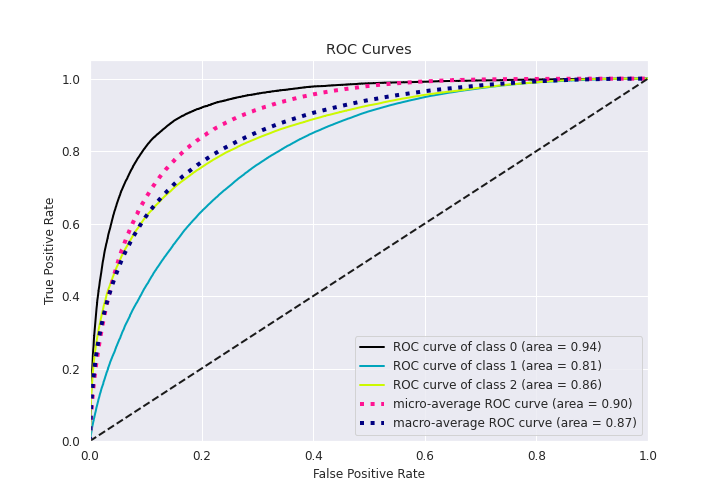 ROC Curves
1.0
0.8
0.6
0.4
0.2
0.0
True Positive Rate
ROC curve of class 0 (area = 0.94)
ROC curve of class 1 (area = 0.81)
ROC curve of class 2 (area = 0.86)
micro-average ROC curve (area = 0.90)
macro-average ROC curve (area = 0.87)
0.0 0.2 0.4 0.6 0.8 1.0
False Positive Rate